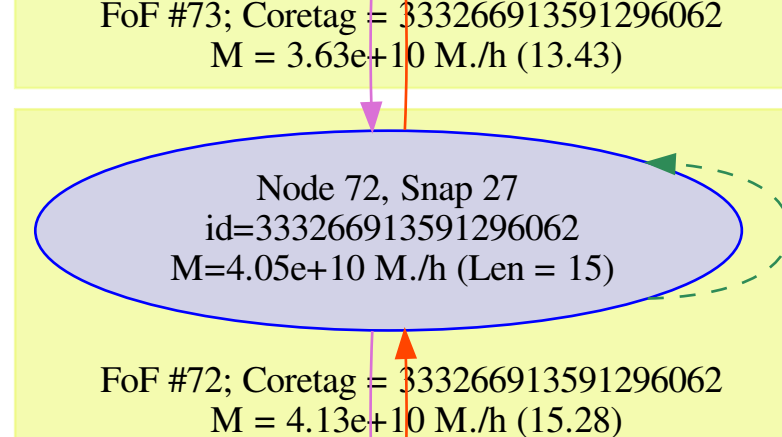 FoF #73; Coretag = 333266913591296062
M = 3.63e+10 M./h (13.43)
Node 72, Snap 27
id=333266913591296062
M=4.05e+10 M./h (Len = 15)
FoF #72; Coretag = 333266913591296062
M = 4.13e+10 M./h (15.28)